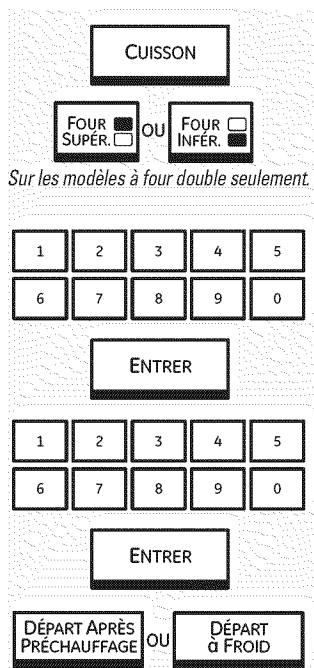 CUISSON
FOUR SUPÉR. OU FOUR INFÉR.
Sur les modèles à four double seulement.
1 2 3 4 5
6 7 8 9 0
ENTRER
1 2 3 4 5
6 7 8 9 0
ENTRER
DÉPART APRÈS PRÉCHAUFFAGE OU DÉPART à FROID